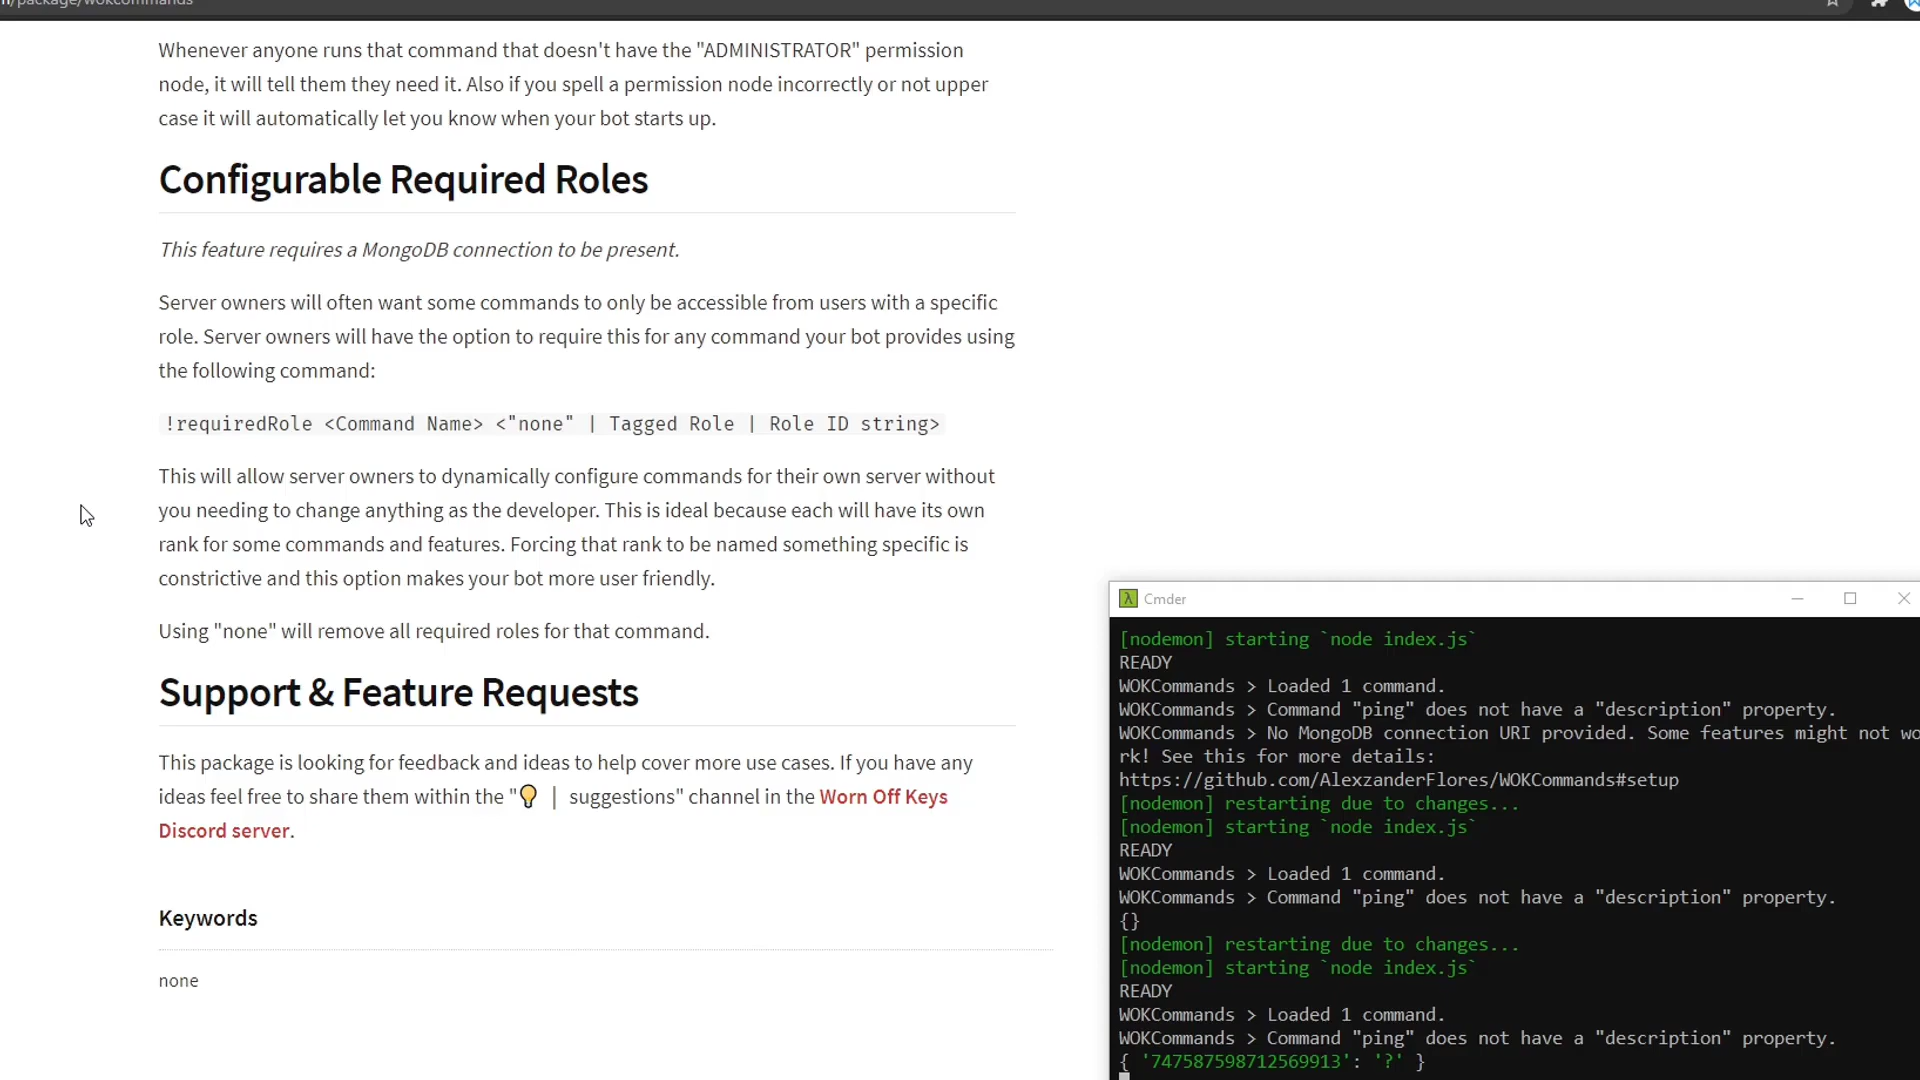 n/package/wokcommands
Whenever anyone runs that command that doesn't have the "ADMINISTRATOR" permission
node, it will tell them they need it. Also if you spell a permission node incorrectly or not upper
case it will automatically let you know when your bot starts up.
Configurable Required Roles
This feature requires a MongoDB connection to be present.
Server owners will often want some commands to only be accessible from users with a specific
role. Server owners will have the option to require this for any command your bot provides using
the following command:
!requiredRole <Command Name> <"none" | Tagged Role | Role ID string>
This will allow server owners to dynamically configure commands for their own server without
you needing to change anything as the developer. This is ideal because each will have its own
rank for some commands and features. Forcing that rank to be named something specific is
constrictive and this option makes your bot more user friendly.
Using "none" will remove all required roles for that command.
Support & Feature Requests
This package is looking for feedback and ideas to help cover more use cases. If you have any
ideas feel free to share them within the "💡 | suggestions" channel in the Worn Off Keys
Discord server.
Keywords
none
Cmder
[nodemon] starting `node index.js`
READY
WOKCommands > Loaded 1 command.
WOKCommands > Command "ping" does not have a "description" property.
WOKCommands > No MongoDB connection URI provided. Some features might not wo
rk! See this for more details:
https://github.com/AlexzanderFlores/WOKCommands#setup
[nodemon] restarting due to changes...
[nodemon] starting `node index.js`
READY
WOKCommands > Loaded 1 command.
WOKCommands > Command "ping" does not have a "description" property.
{}
[nodemon] restarting due to changes...
[nodemon] starting `node index.js`
READY
WOKCommands > Loaded 1 command.
WOKCommands > Command "ping" does not have a "description" property.
{ '747587598712569913': '?' }